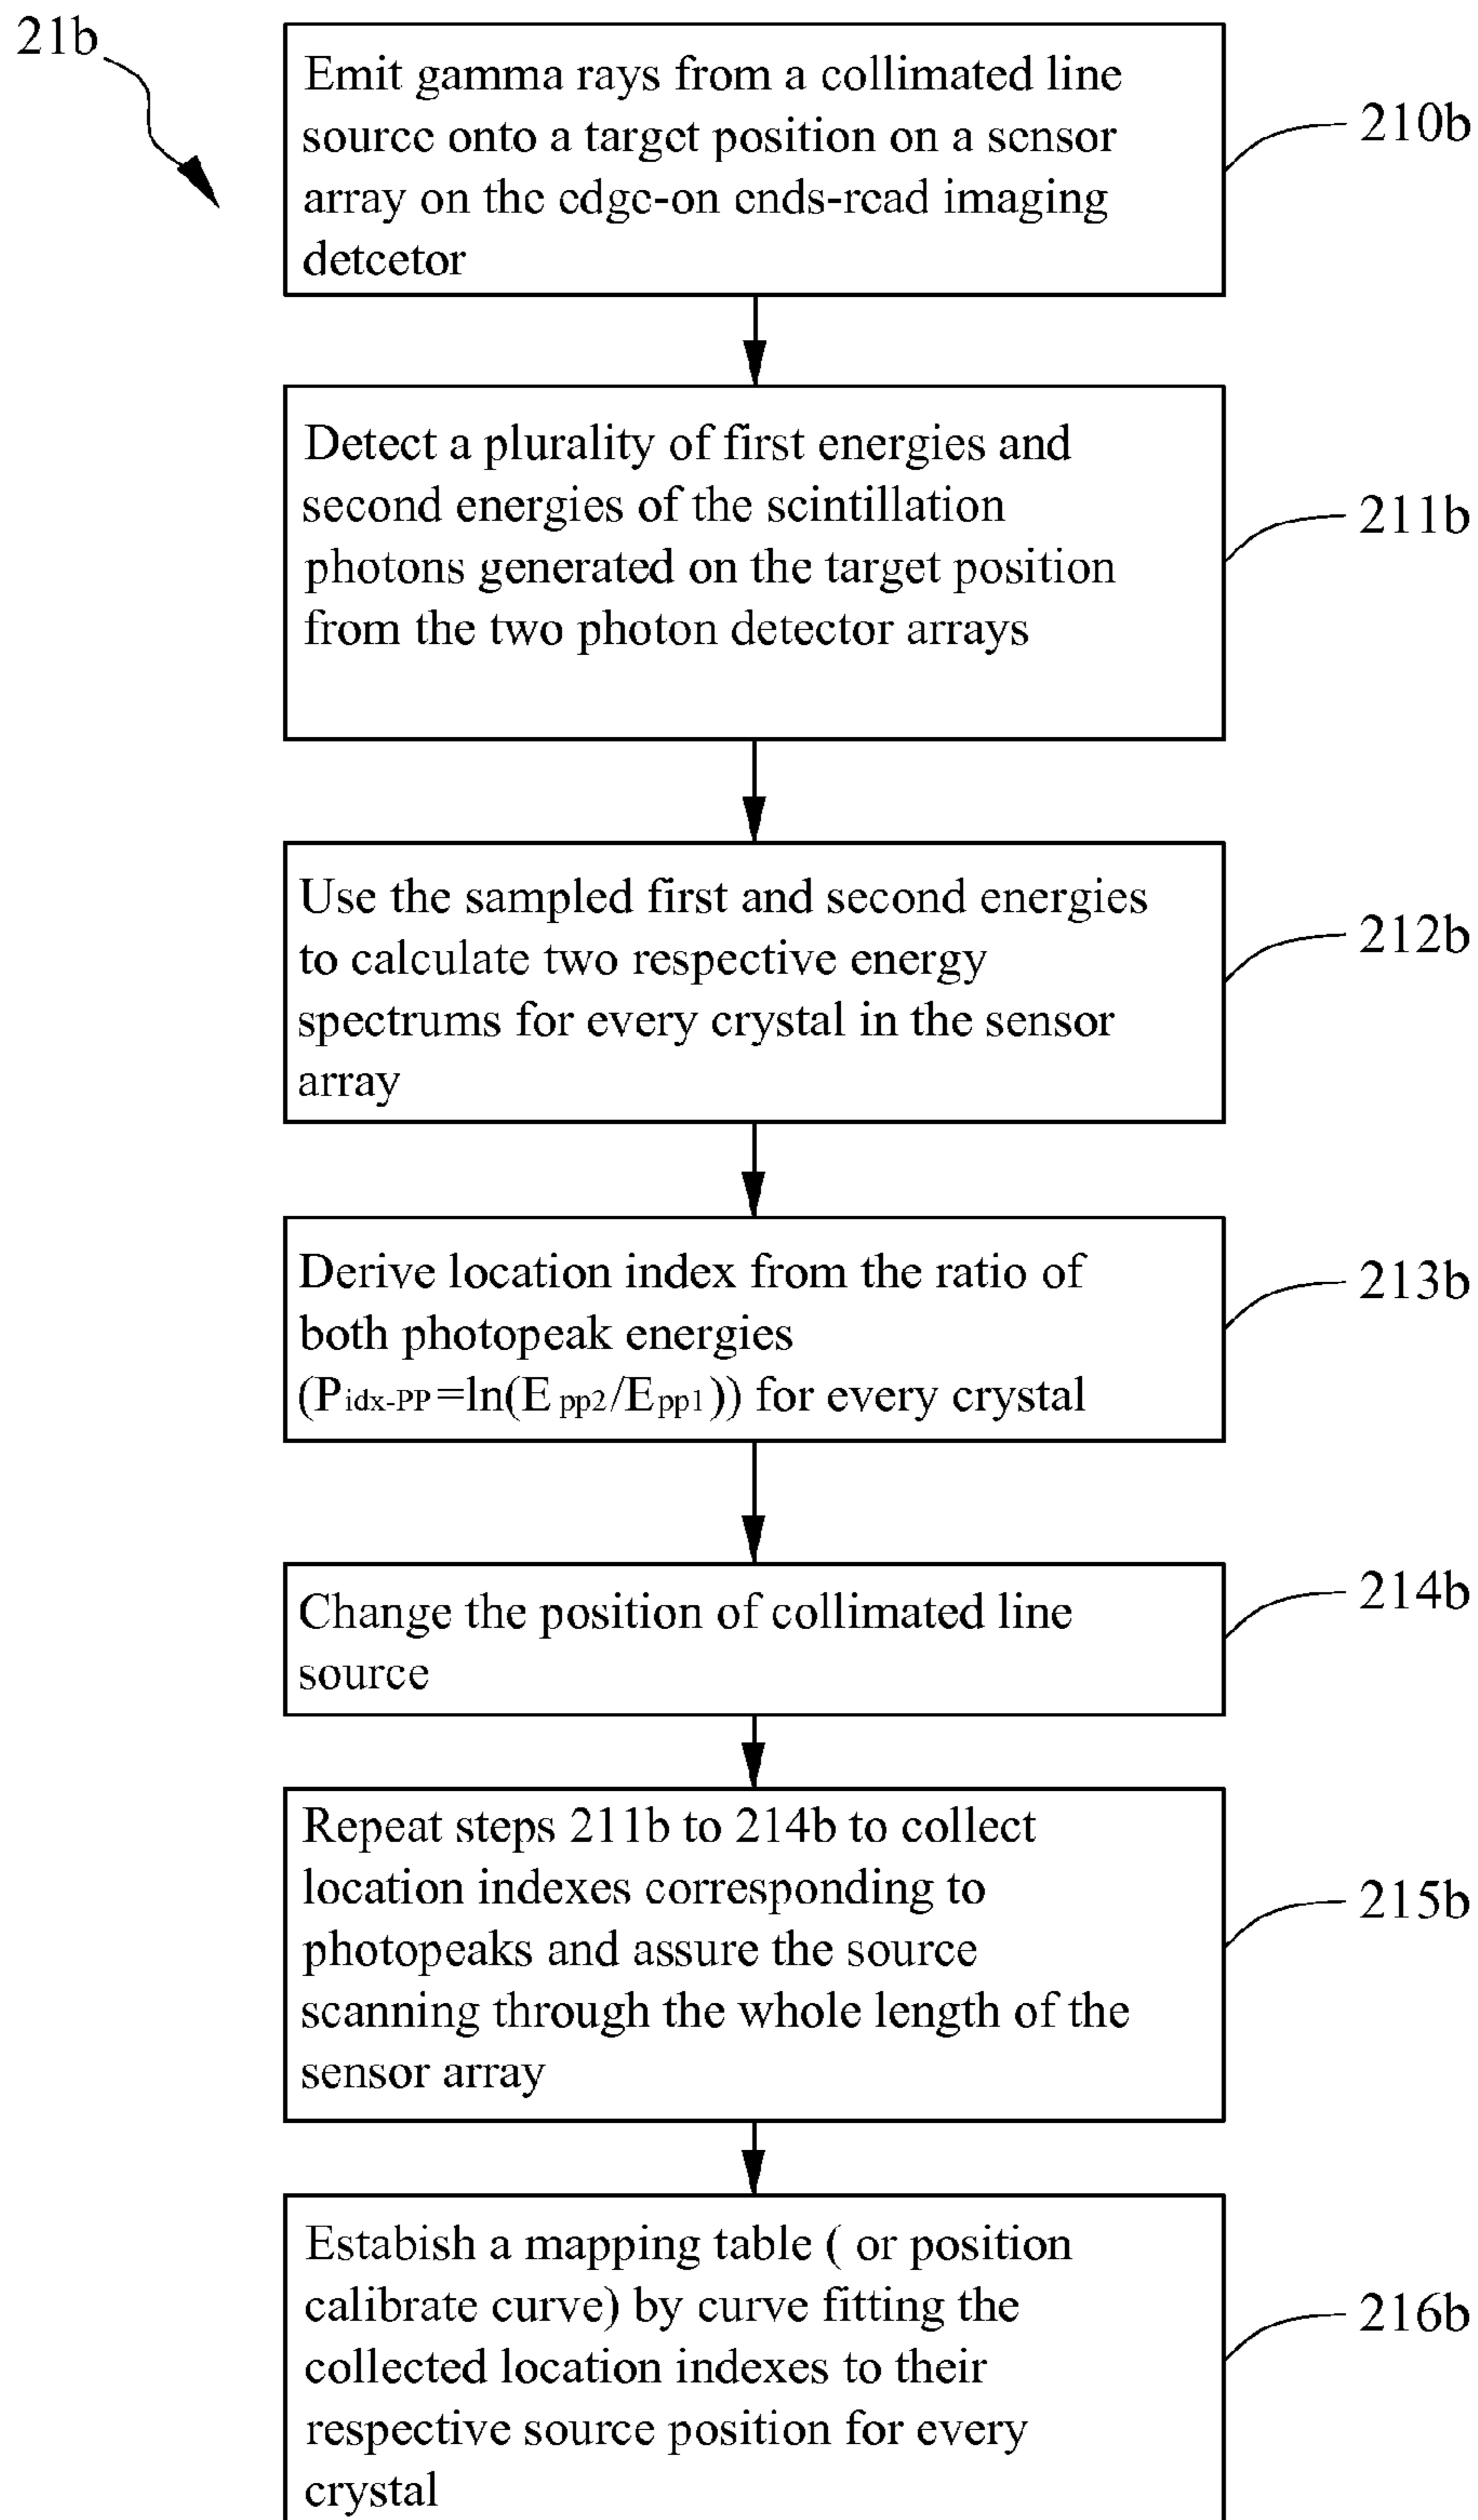 21b
Emit gamma rays from a collimated line
source onto a target position on a sensor
array on the edge-on ends-read imaging
detcetor
210b
Detect a plurality of first energies and
second energies of the scintillation
photons generated on the target position
from the two photon detector arrays
211b
Use the sampled first and second energies
to calculate two respective energy
spectrums for every crystal in the sensor
array
212b
Derive location index from the ratio of
both photopeak energies
(P idx-PP=ln(E pp2/E pp1)) for every crystal
213b
Change the position of collimated line
source
214b
Repeat steps 211b to 214b to collect
location indexes corresponding to
photopeaks and assure the source
scanning through the whole length of the
sensor array
215b
Estabish a mapping table ( or position
calibrate curve) by curve fitting the
collected location indexes to their
respective source position for every
crystal
216b